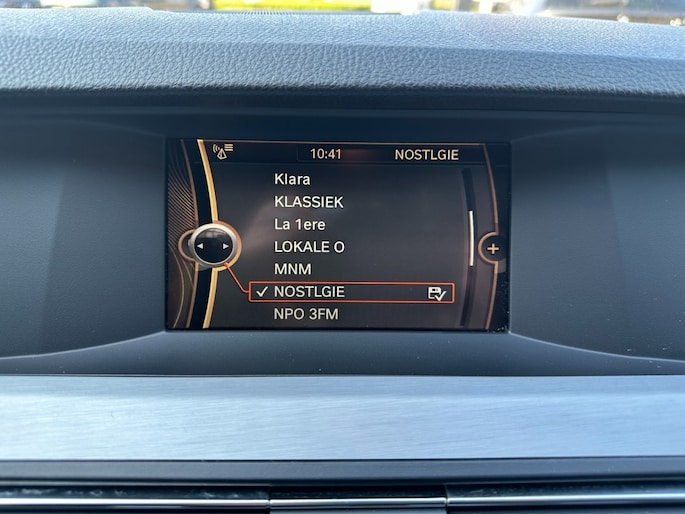 10:41 NOSTLGIE
Klara
KLASSIEK
La 1ere
LOKALE O
MNM
NOSTLGIE
NPO 3FM